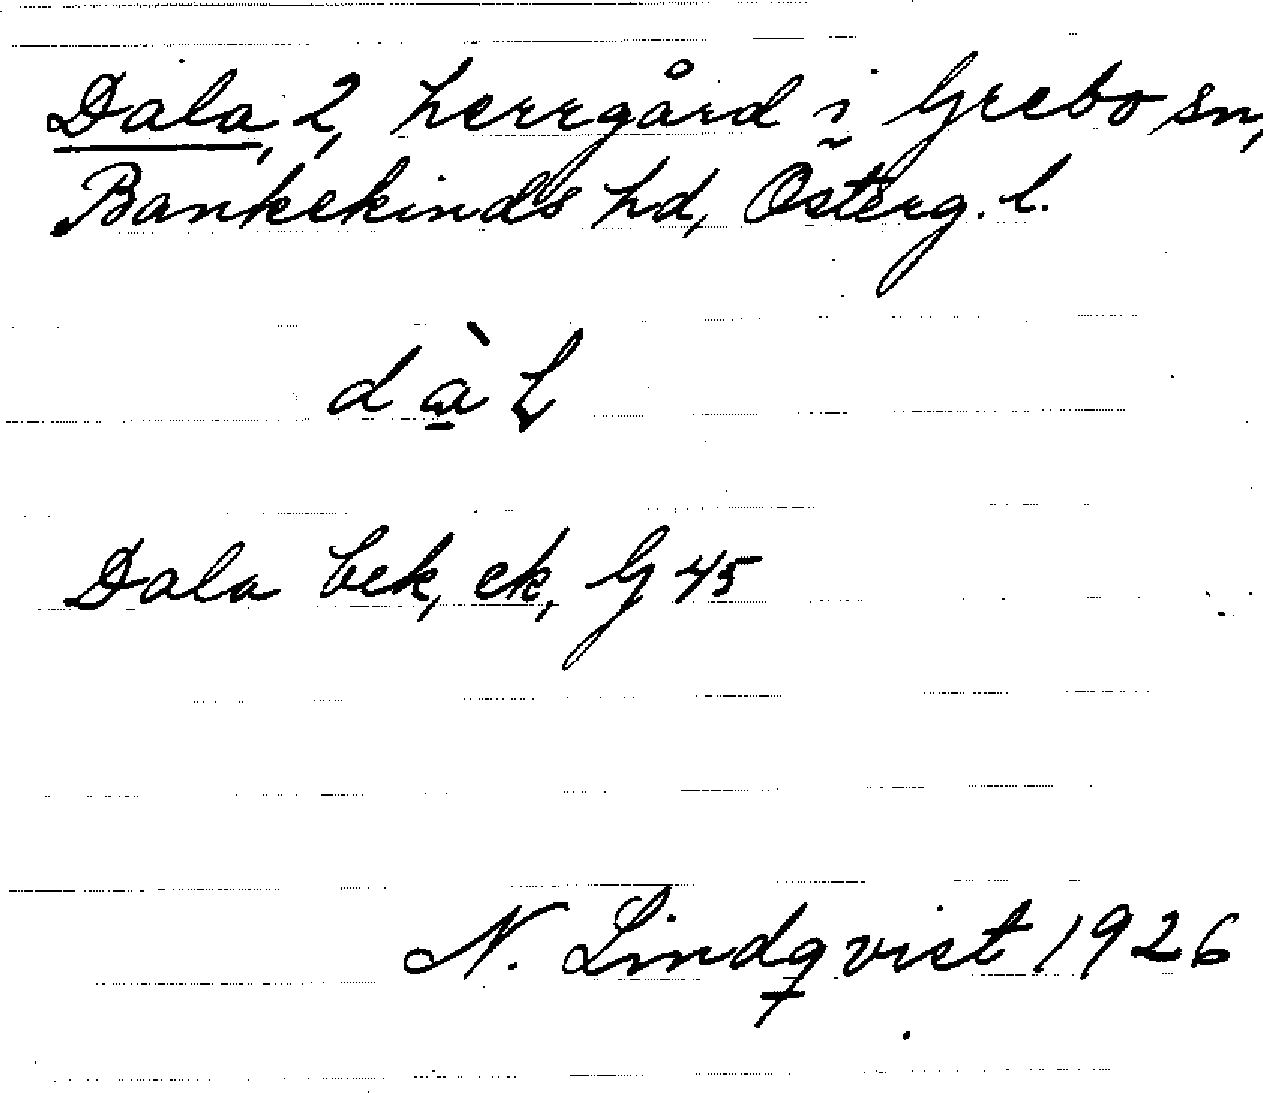 Dala, 2, herrgård i Grebo sn,
Bankekinds hd, Österg. l.
dàl
Dala bek, ek, G 45
N. Lindqvist 1926